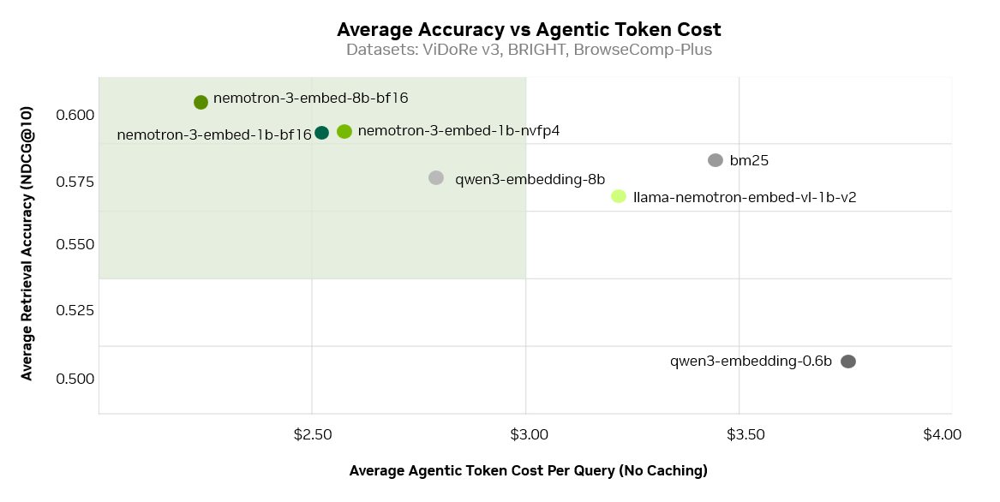 Average Accuracy vs Agentic Token Cost
Datasets: ViDoRe v3, BRIGHT, BrowseComp-Plus
Average Retrieval Accuracy (NDCG@10)
0.600
0.575
0.550
0.525
0.500
nemotron-3-embed-8b-bf16
nemotron-3-embed-1b-bf16
nemotron-3-embed-1b-nvfp4
bm25
qwen3-embedding-8b
llama-nemotron-embed-vl-1b-v2
qwen3-embedding-0.6b
$2.50
$3.00
$3.50
$4.00
Average Agentic Token Cost Per Query (No Caching)